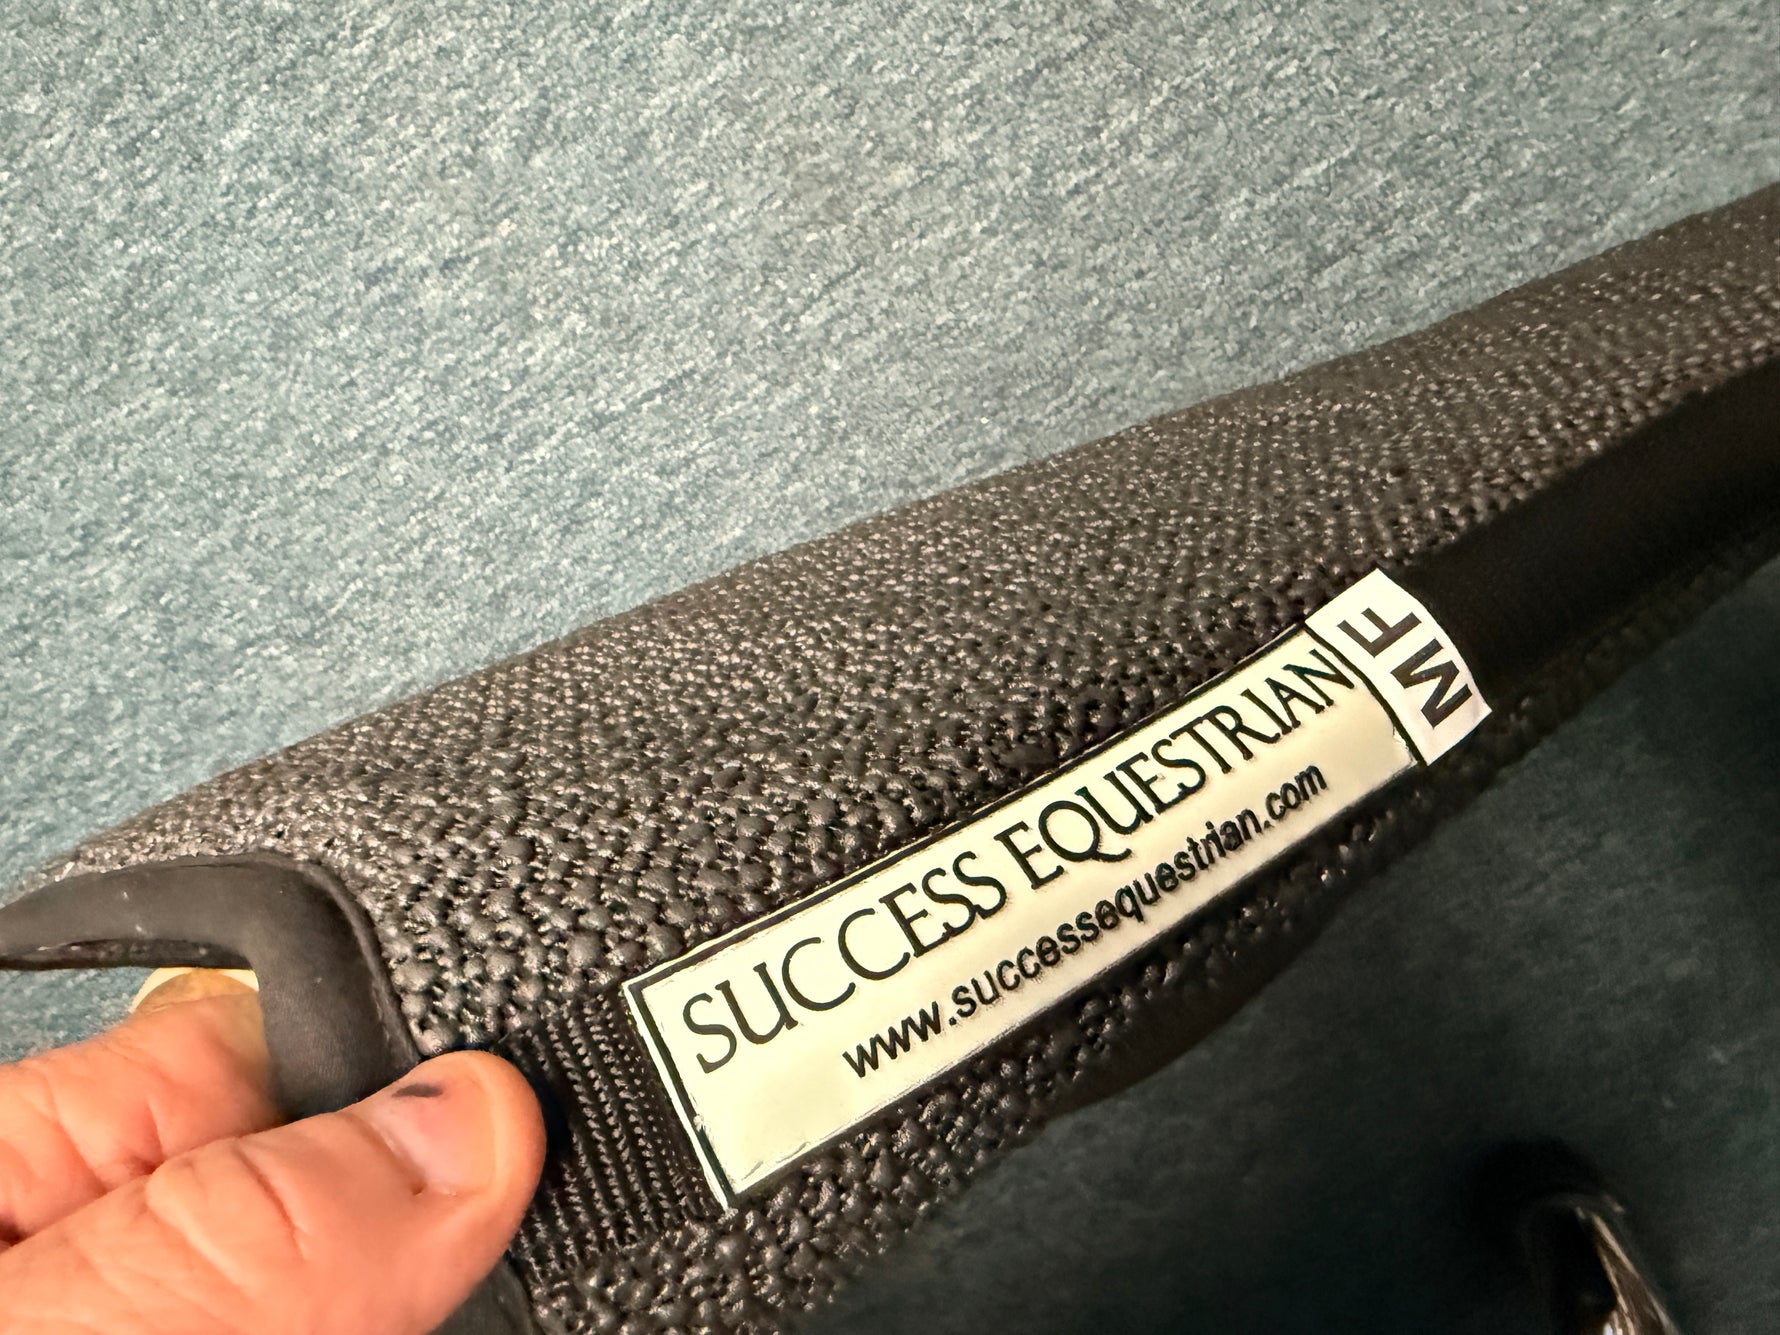 SUCCESS EQUESTRIAN
www.successequestrian.com
MF